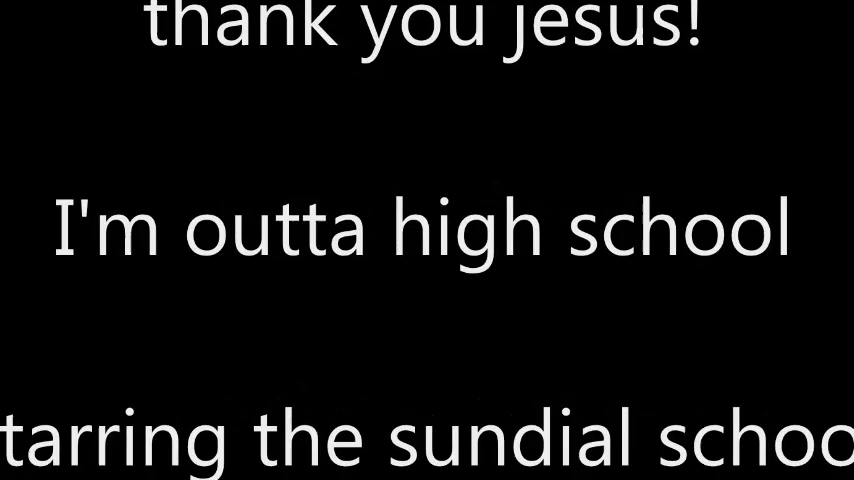 thank you jesus!
I'm outta high school
tarring the sundial schoo